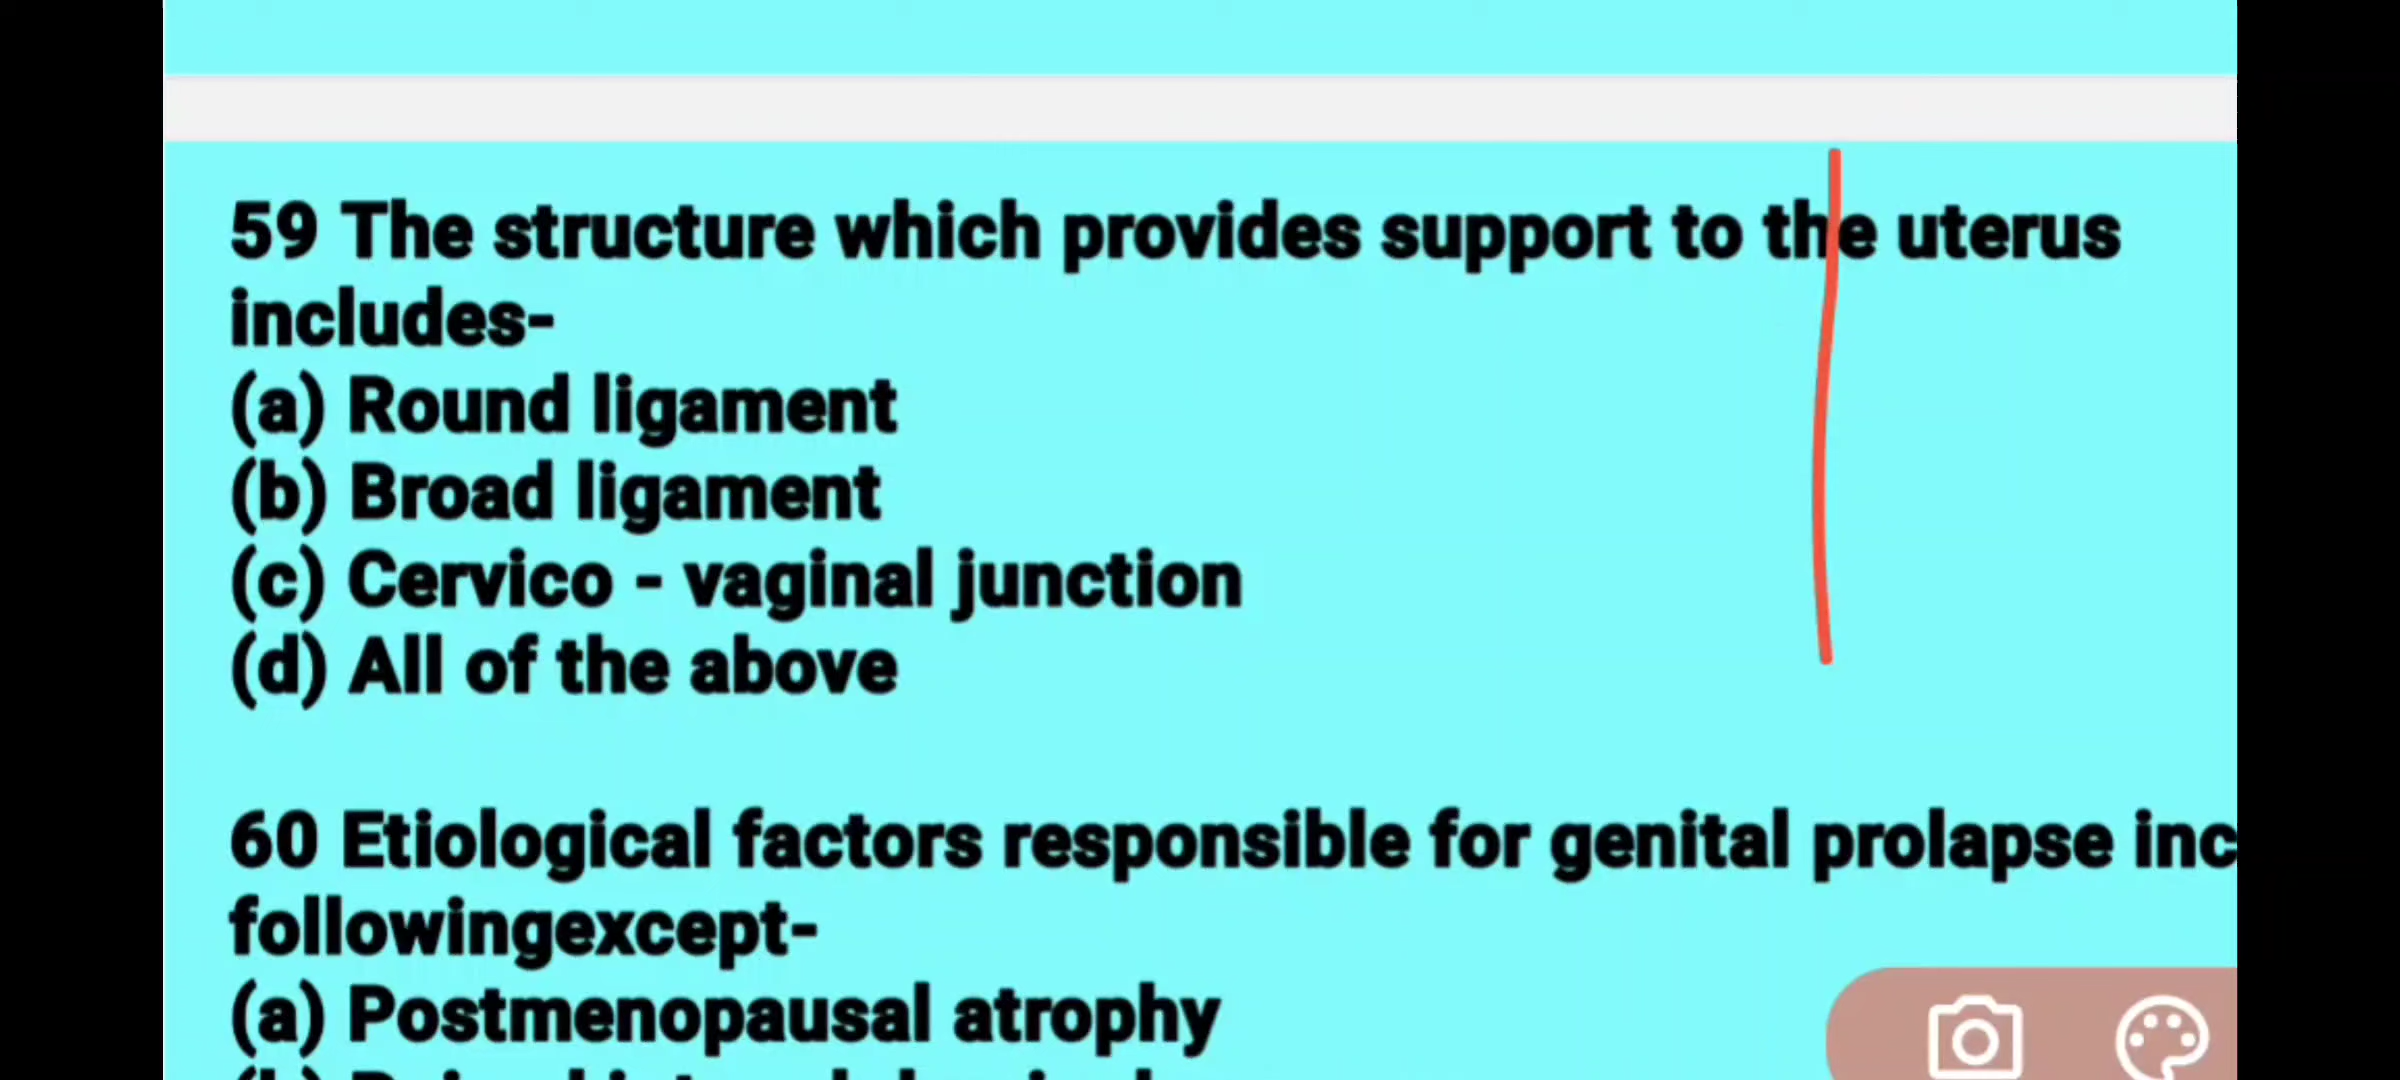 59 The structure which provides support to the uterus
includes-
(a) Round ligament
(b) Broad ligament
(c) Cervico - vaginal junction
(d) All of the above
60 Etiological factors responsible for genital prolapse inc
followingexcept-
(a) Postmenopausal atrophy